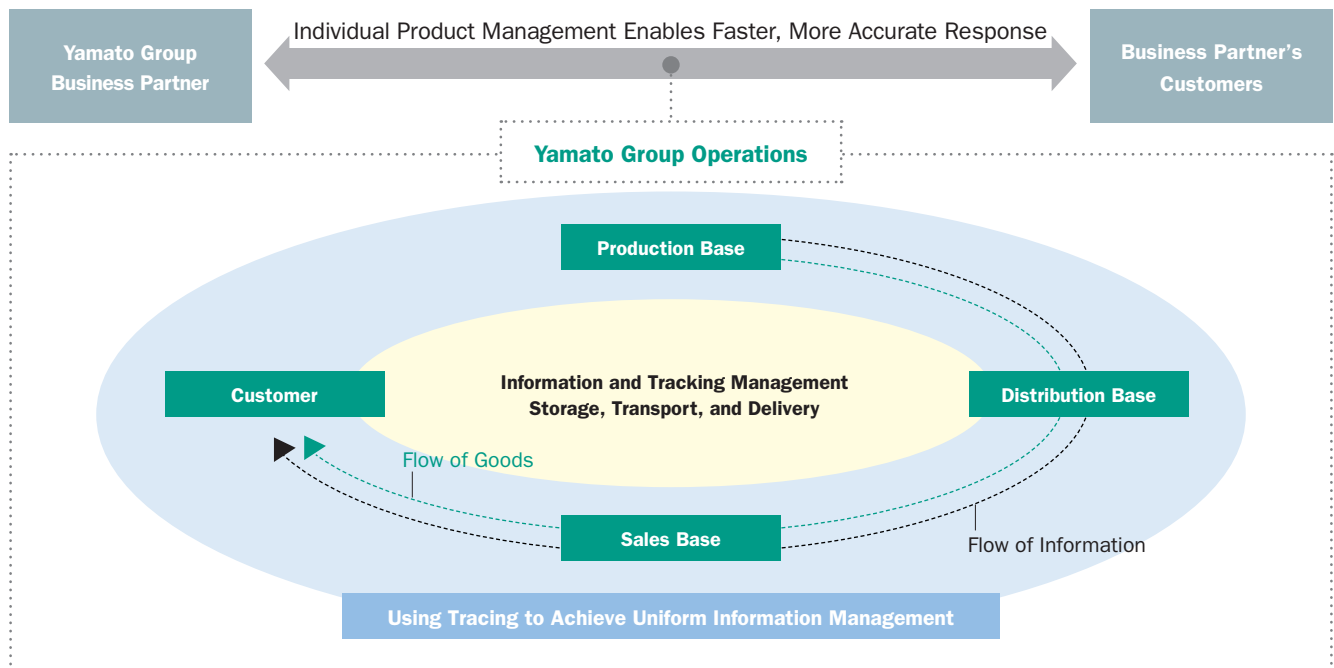 Individual Product Management Enables Faster, More Accurate Response
Yamato Group
Business Partner
Business Partner's
Customers
Yamato Group Operations
Production Base
Customer
Information and Tracking Management
Storage, Transport, and Delivery
Distribution Base
Flow of Goods
Sales Base
Flow of Information
Using Tracing to Achieve Uniform Information Management